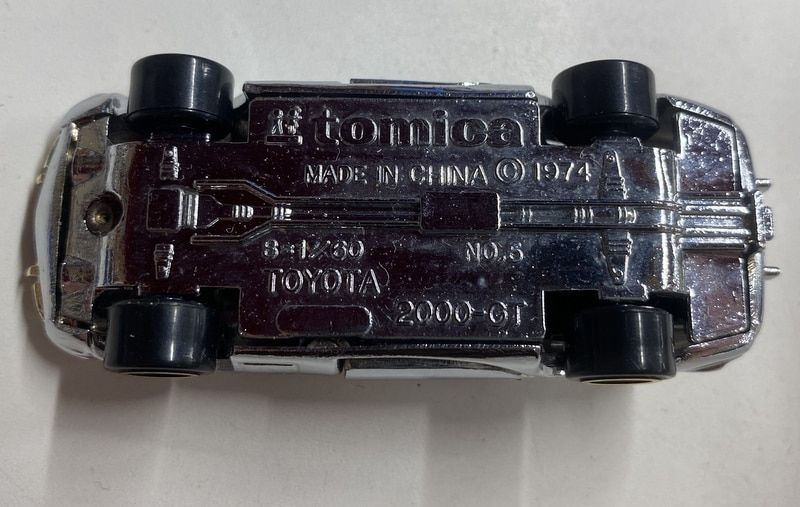 tomica
MADE IN CHINA © 1974
S=1/60 NO.5
TOYOTA
2000-GT